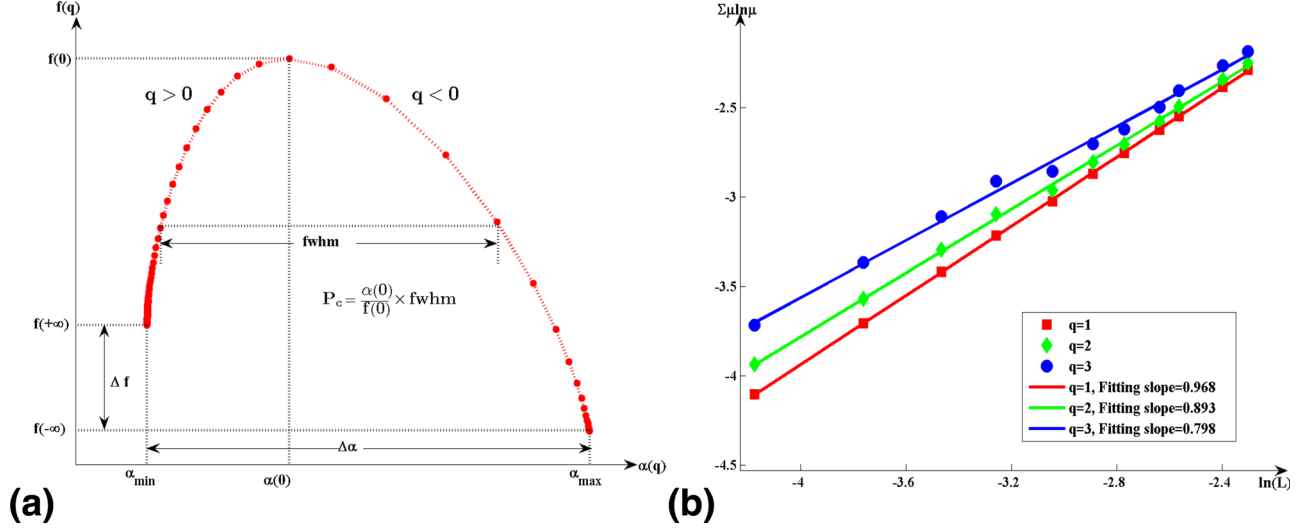 f(q)
f(0)
q > 0
q < 0
fwhm
P_c = α(0)/f(0) × fwhm
f(+∞)
Δ f
f(-∞)
Δα
α_min
α(0)
α_max
α(q)
(a)
Σμlnμ
-2.5
-3
-3.5
-4
-4.5
q=1
q=2
q=3
q=1, Fitting slope=0.968
q=2, Fitting slope=0.893
q=3, Fitting slope=0.798
-4
-3.6
-3.2
-2.8
-2.4
ln(L)
(b)